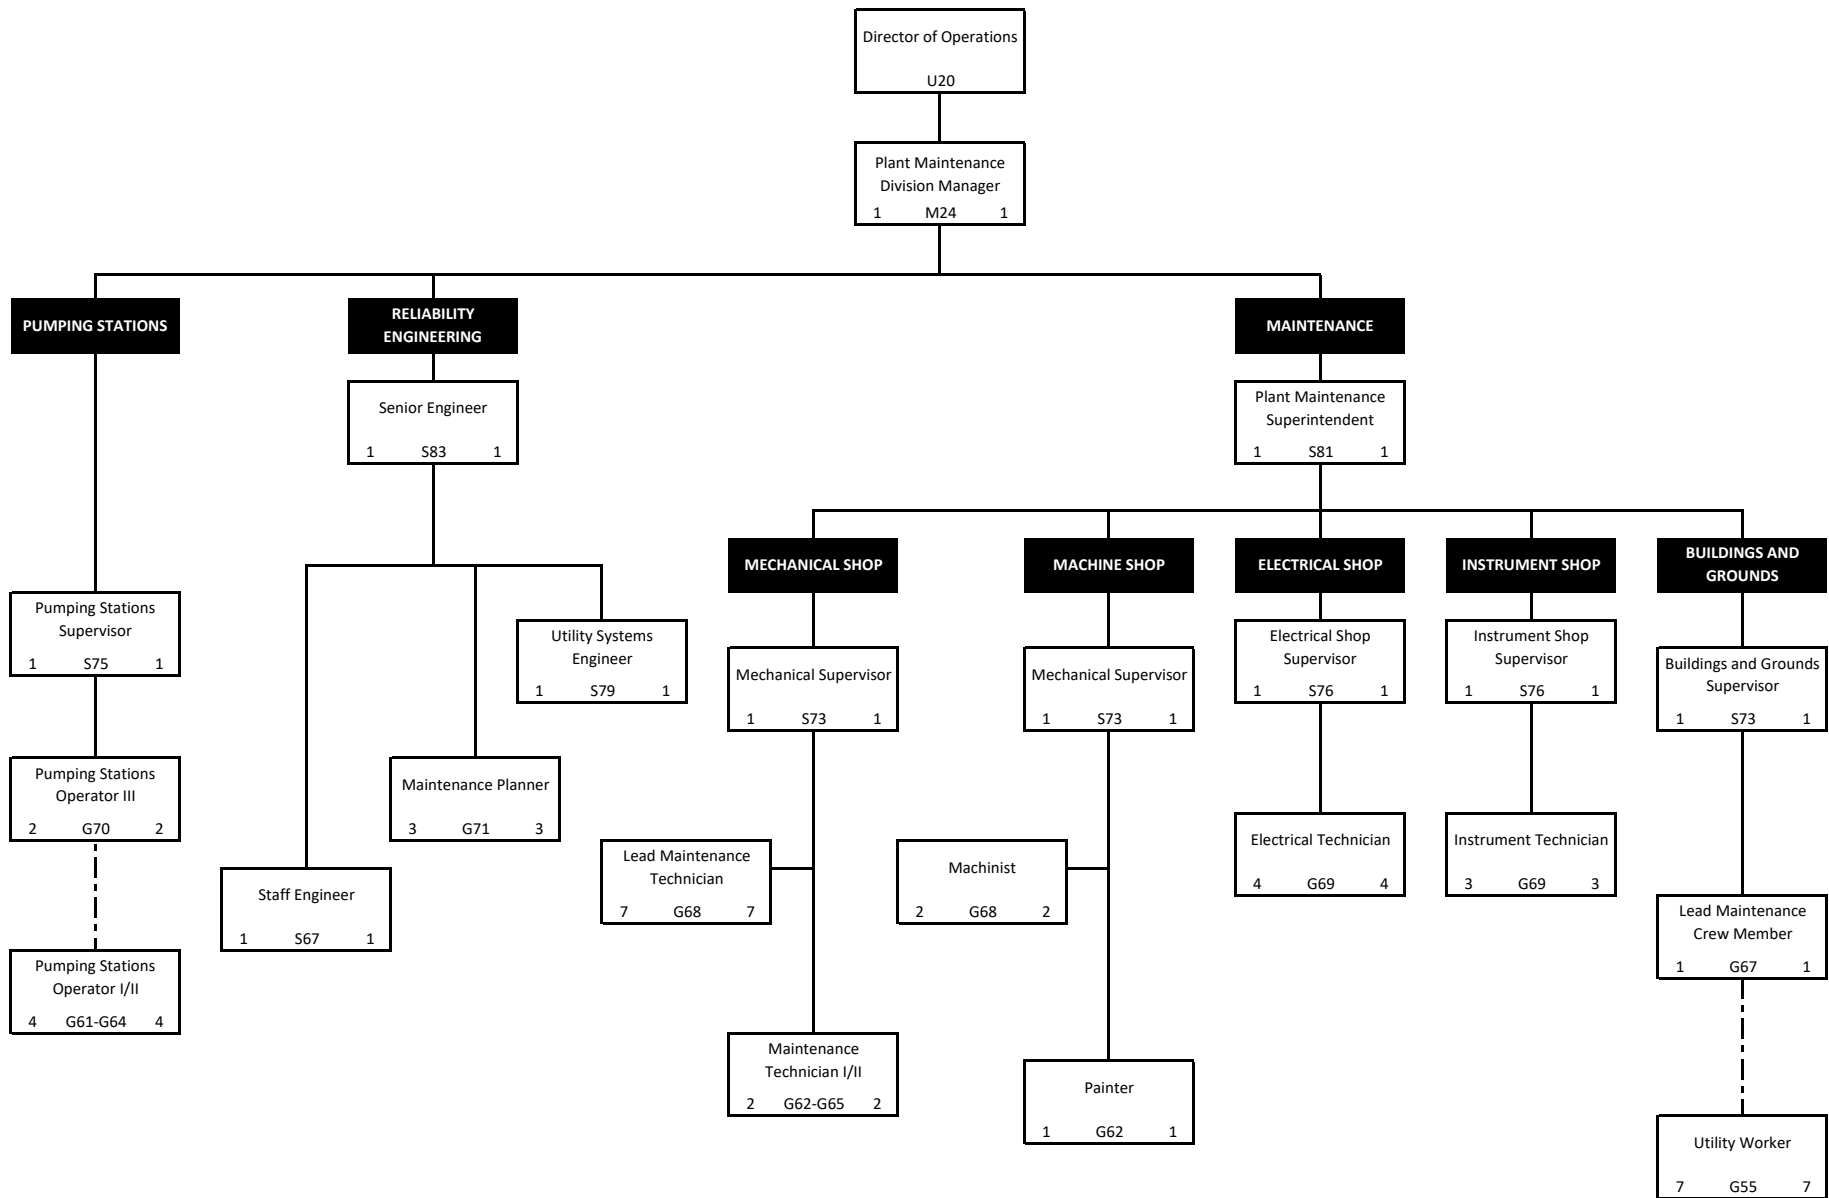 Director of Operations
U20
Plant Maintenance
Division Manager
1 M24 1
PUMPING STATIONS
RELIABILITY
ENGINEERING
MAINTENANCE
Senior Engineer
1 S83 1
Plant Maintenance
Superintendent
1 S81 1
MECHANICAL SHOP
MACHINE SHOP
ELECTRICAL SHOP
INSTRUMENT SHOP
BUILDINGS AND
GROUNDS
Pumping Stations
Supervisor
1 S75 1
Utility Systems
Engineer
1 S79 1
Mechanical Supervisor
1 S73 1
Mechanical Supervisor
1 S73 1
Electrical Shop
Supervisor
1 S76 1
Instrument Shop
Supervisor
1 S76 1
Buildings and Grounds
Supervisor
1 S73 1
Pumping Stations
Operator III
2 G70 2
Maintenance Planner
3 G71 3
Lead Maintenance
Technician
7 G68 7
Machinist
2 G68 2
Electrical Technician
4 G69 4
Instrument Technician
3 G69 3
Staff Engineer
1 S67 1
Lead Maintenance
Crew Member
1 G67 1
Pumping Stations
Operator I/II
4 G61-G64 4
Maintenance
Technician I/II
2 G62-G65 2
Painter
1 G62 1
Utility Worker
7 G55 7